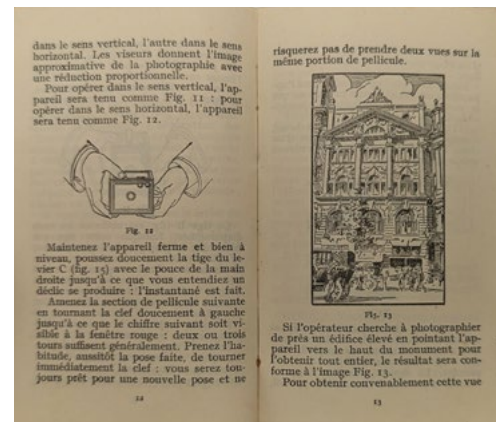 dans le sens vertical, l'autre dans le sens
horizontal. Les viseurs donnent l'image
approximative de la photographie avec
une réduction proportionnelle.
Pour opérer dans le sens vertical, l'ap-
pareil sera tenu comme Fig. 11 : pour
opérer dans le sens horizontal, l'appareil
sera tenu comme Fig. 12.
Fig. 12
Maintenez l'appareil ferme et bien à
niveau, poussez doucement la tige du le-
vier C (fig. 15) avec le pouce de la main
droite jusqu'à ce que vous entendiez un
déclic se produire : l'instantané est fait.
Amenez la section de pellicule suivante
en tournant la clef doucement à gauche
jusqu'à ce que le chiffre suivant soit vi-
sible à la fenêtre rouge : deux ou trois
tours suffisent généralement. Prenez l'ha-
bitude, aussitôt la pose faite, de tourner
immédiatement la clef : vous serez tou-
jours prêt pour une nouvelle pose et ne
12
risquerez pas de prendre deux vues sur la
même portion de pellicule.
Fig. 13
Si l'opérateur cherche à photographier
de près un édifice élevé en pointant l'ap-
pareil vers le haut du monument pour
l'obtenir tout entier, le résultat sera con-
forme à l'image Fig. 13.
Pour obtenir convenablement cette vue
13